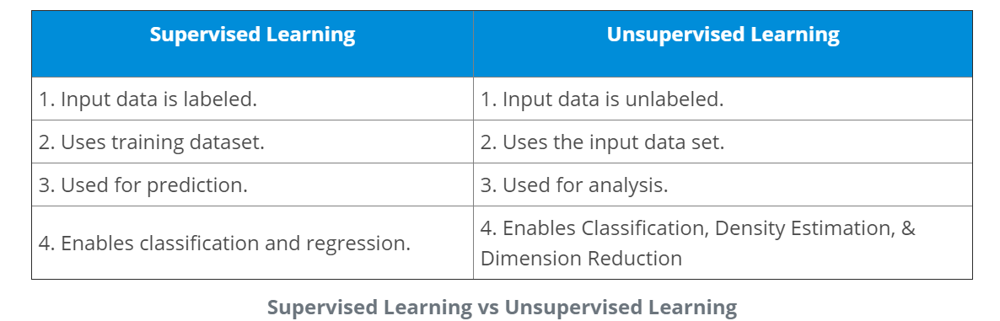 Supervised Learning
Unsupervised Learning
1. Input data is labeled.
1. Input data is unlabeled.
2. Uses training dataset.
2. Uses the input data set.
3. Used for prediction.
3. Used for analysis.
4. Enables classification and regression.
4. Enables Classification, Density Estimation, &
Dimension Reduction
Supervised Learning vs Unsupervised Learning